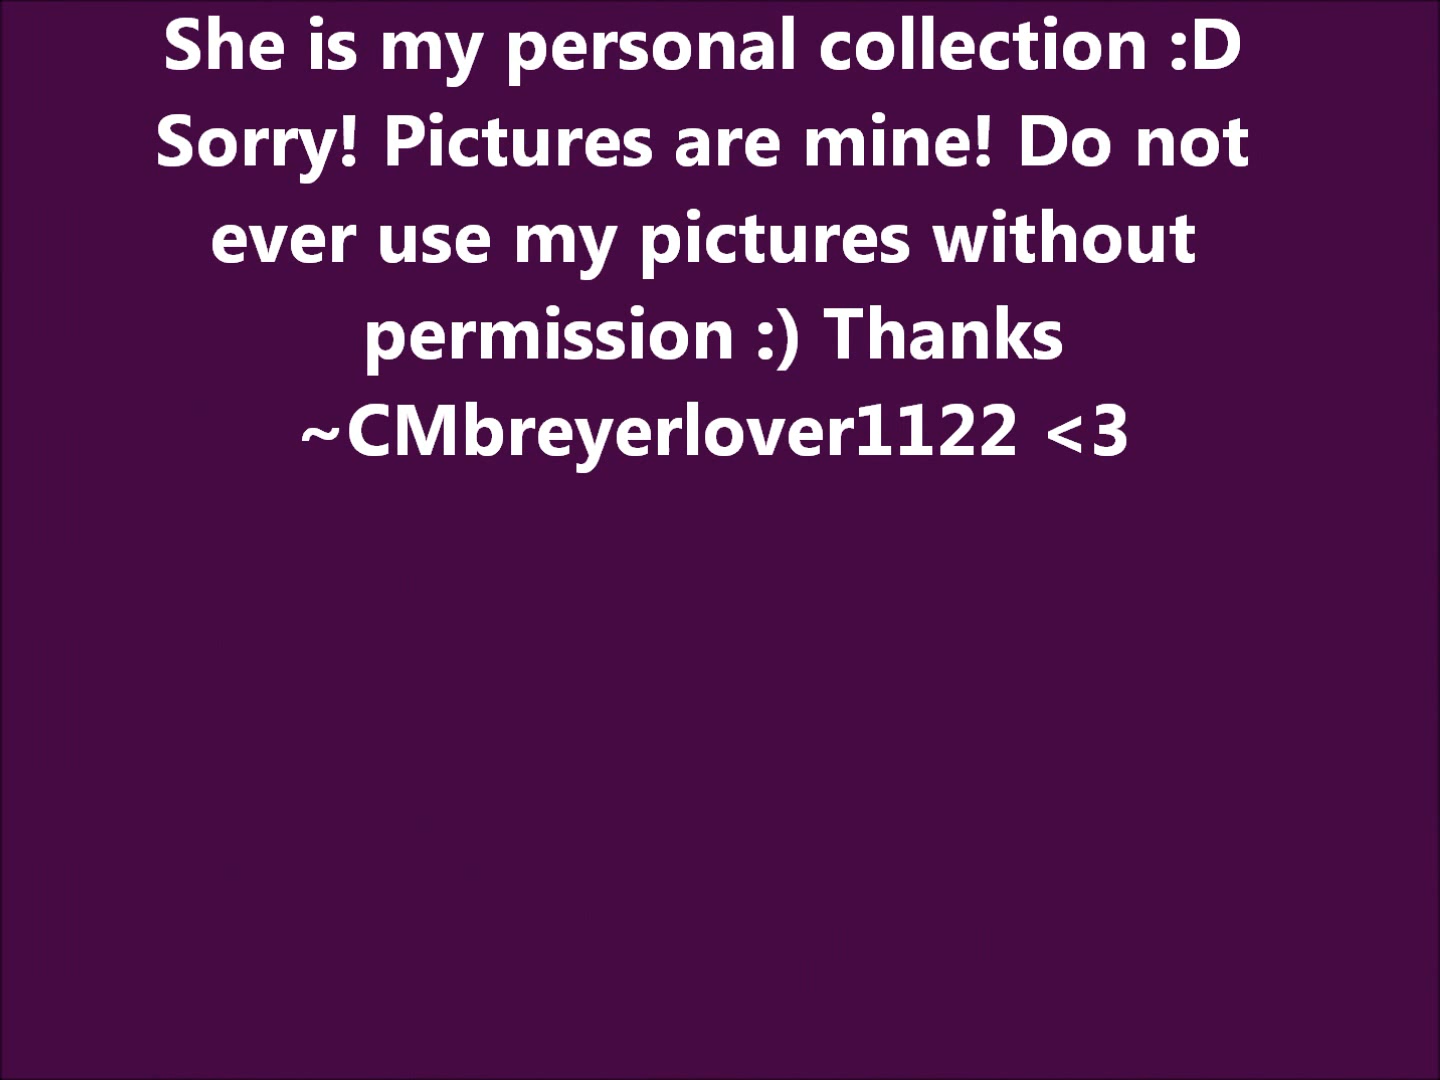 She is my personal collection :D
Sorry! Pictures are mine! Do not
ever use my pictures without
permission :) Thanks
~CMbreyerlover1122 <3